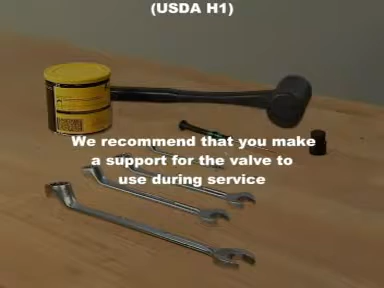 (USDA H1)
We recommend that you make
a support for the valve to
use during service